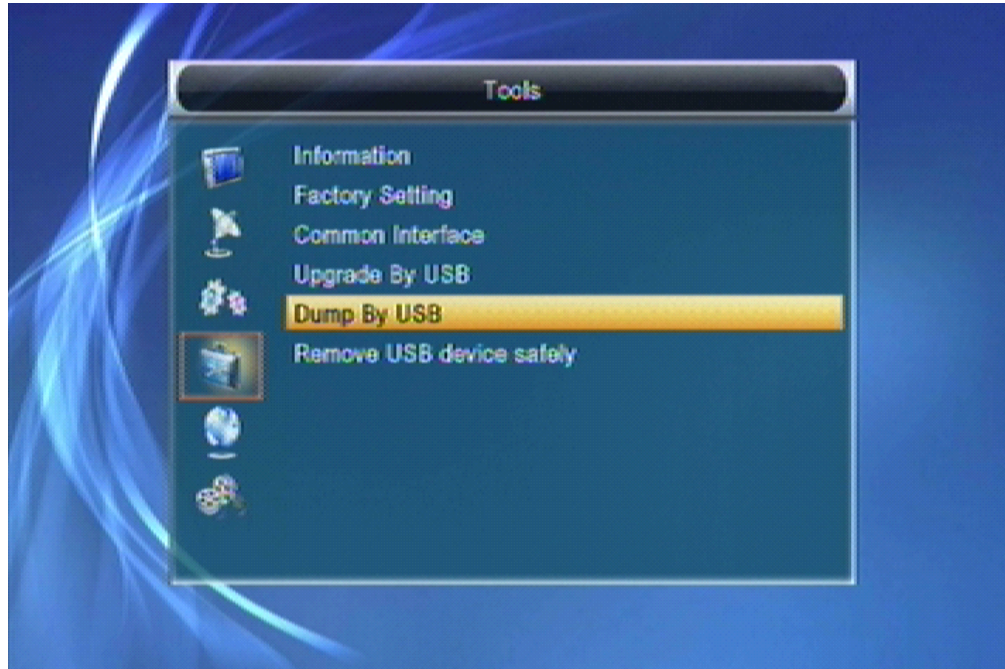 Tools
Information
Factory Setting
Common Interface
Upgrade By USB
Dump By USB
Remove USB device safely